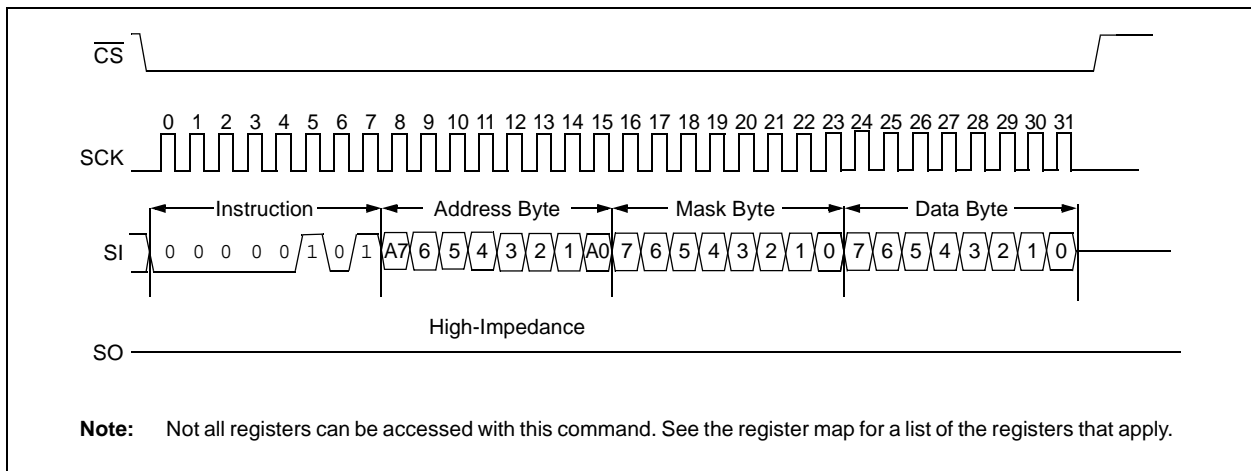 CS
0 1 2 3 4 5 6 7 8 9 10 11 12 13 14 15 16 17 18 19 20 21 22 23 24 25 26 27 28 29 30 31
SCK
Instruction Address Byte Mask Byte Data Byte
SI 0 0 0 0 0 1 0 1 A7 6 5 4 3 2 1 A0 7 6 5 4 3 2 1 0 7 6 5 4 3 2 1 0
High-Impedance
SO
Note: Not all registers can be accessed with this command. See the register map for a list of the registers that apply.